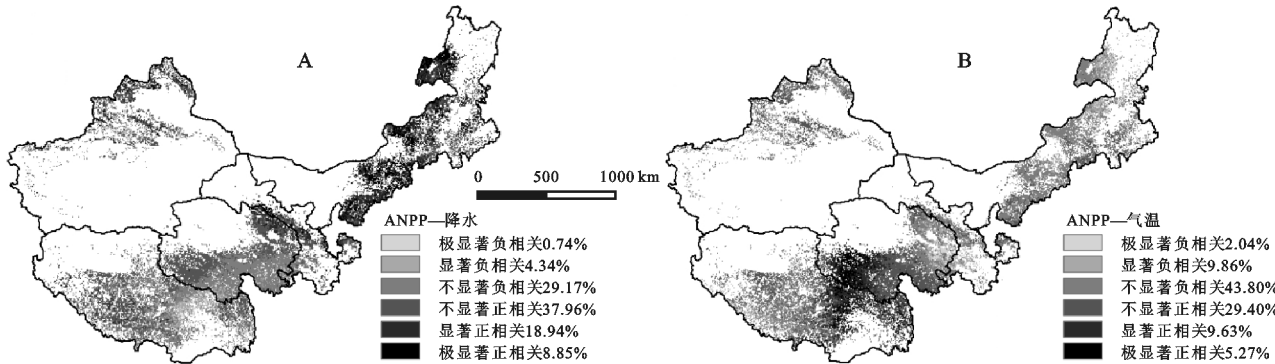 A
B
0 500 1000 km
ANPP—降水
极显著负相关0.74%
显著负相关4.34%
不显著负相关29.17%
不显著正相关37.96%
显著正相关18.94%
极显著正相关8.85%
ANPP—气温
极显著负相关2.04%
显著负相关9.86%
不显著负相关43.80%
不显著正相关29.40%
显著正相关9.63%
极显著正相关5.27%